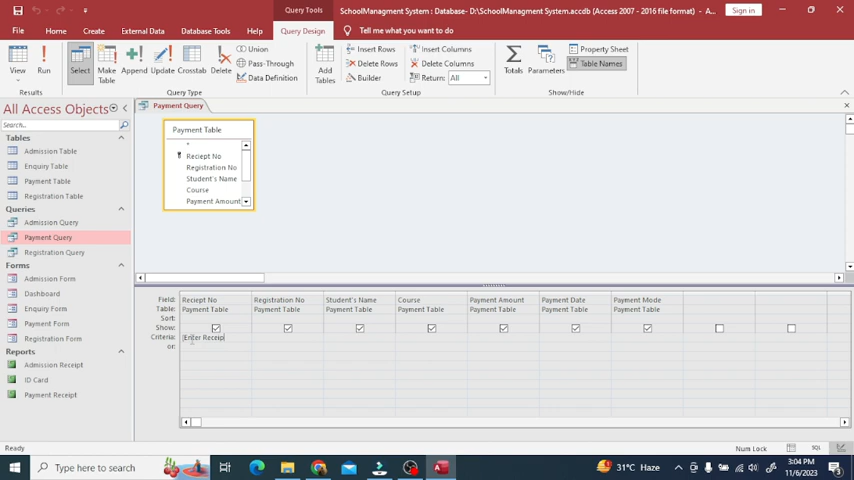 Query Tools
SchoolManagment System : Database- D:\SchoolManagment System.accdb (Access 2007 - 2016 file format) - A...
Sign in
File Home Create External Data Database Tools Help Query Design Tell me what you want to do
View
Run
Select
Make Table
Append
Update
Crosstab
Delete
Union
Pass-Through
Data Definition
Add Tables
Insert Rows
Delete Rows
Builder
Insert Columns
Delete Columns
Return: All
Totals
Parameters
Property Sheet
Table Names
Results Query Type Query Setup Show/Hide
All Access Objects
Search...
Tables
Admission Table
Enquiry Table
Payment Table
Registration Table
Queries
Admission Query
Payment Query
Registration Query
Forms
Admission Form
Dashboard
Enquiry Form
Payment Form
Registration Form
Reports
Admission Receipt
ID Card
Payment Receipt
Payment Query
Payment Table
*
Reciept No
Registration No
Student's Name
Course
Payment Amount
Field: Reciept No Registration No Student's Name Course Payment Amount Payment Date Payment Mode
Table: Payment Table Payment Table Payment Table Payment Table Payment Table Payment Table Payment Table
Sort:
Show:
Criteria: [Enter Receip
or:
Ready
Num Lock
SQL
Type here to search
31°C Haze
3:04 PM
11/6/2023
3